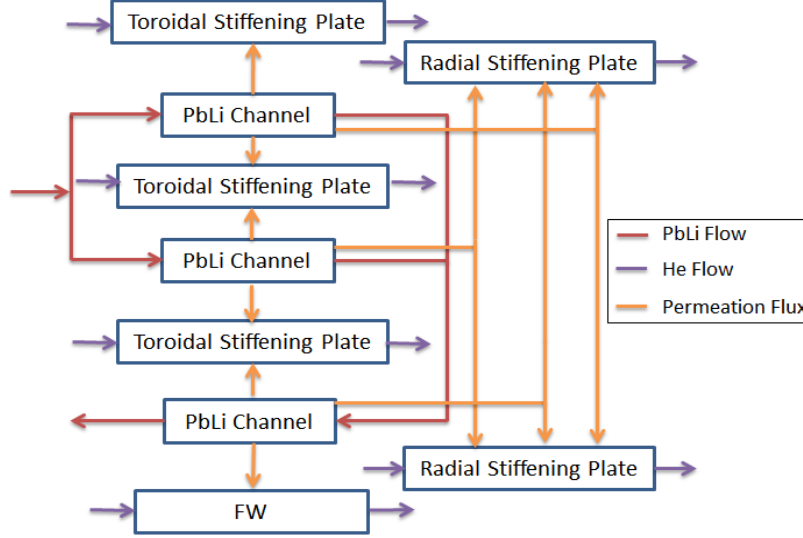 Toroidal Stiffening Plate
Radial Stiffening Plate
PbLi Channel
Toroidal Stiffening Plate
PbLi Channel
PbLi Flow
He Flow
Permeation Flux
Toroidal Stiffening Plate
PbLi Channel
Radial Stiffening Plate
FW